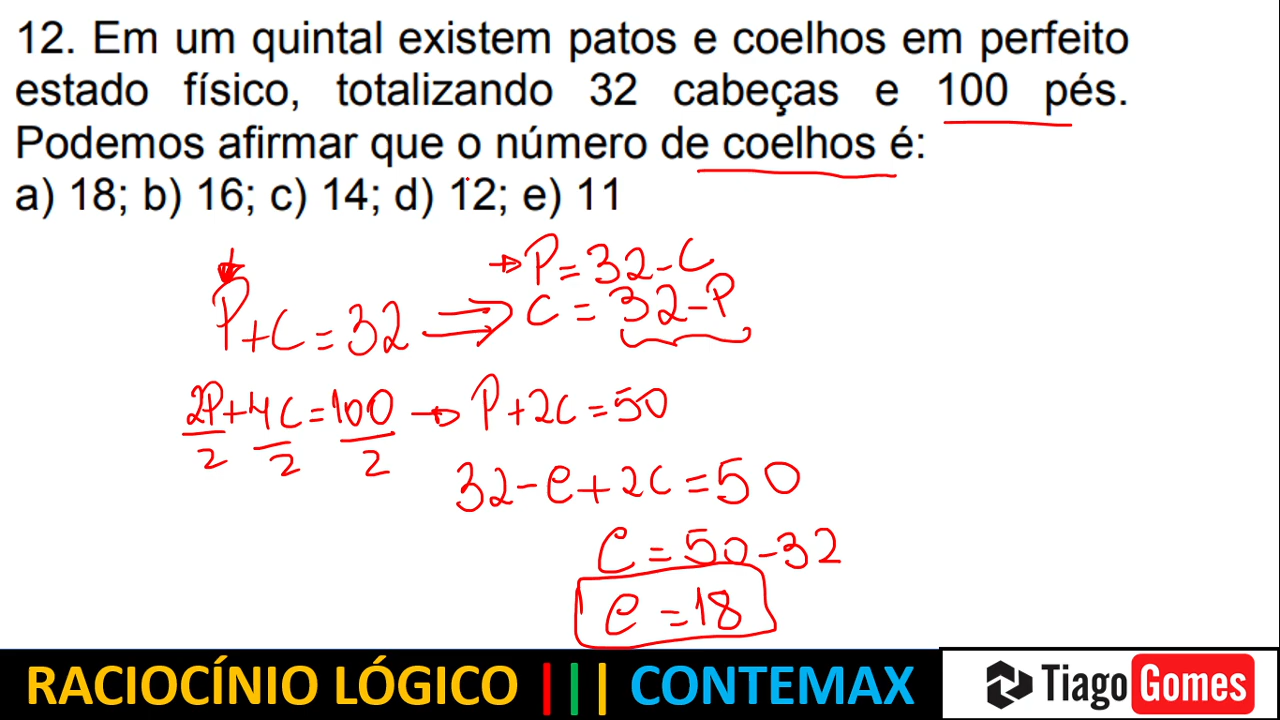 12. Em um quintal existem patos e coelhos em perfeito
estado físico, totalizando 32 cabeças e 100 pés.
Podemos afirmar que o número de coelhos é:
a) 18; b) 16; c) 14; d) 12; e) 11
P = 32 - C
P + C = 32 ⇒ C = 32 - P
2P/2 + 4C/2 = 100/2 → P + 2C = 50
32 - C + 2C = 50
C = 50 - 32
C = 18
RACIOCÍNIO LÓGICO ||| CONTEMAX Tiago Gomes